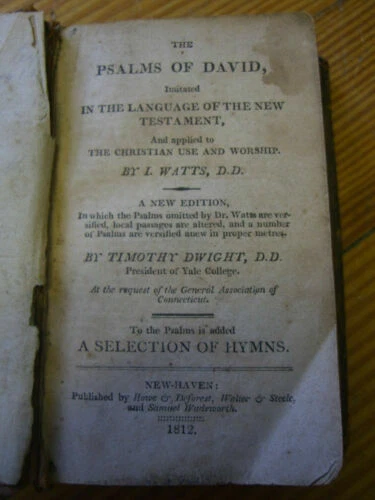 THE
PSALMS OF DAVID,
Imitated
IN THE LANGUAGE OF THE NEW
TESTAMENT,
And applied to
THE CHRISTIAN USE AND WORSHIP.
BY I. WATTS, D.D.
A NEW EDITION,
In which the Psalms omitted by Dr. Watts are ver-
sified, local passages are altered, and a number
of Psalms are versified anew in proper metres.
BY TIMOTHY DWIGHT, D.D.
President of Yale College.
At the request of the General Association of
Connecticut.
To the Psalms is added
A SELECTION OF HYMNS.
NEW-HAVEN:
Published by Howe & Deforest, Walter & Steele,
and Samuel Wadsworth.
1812.